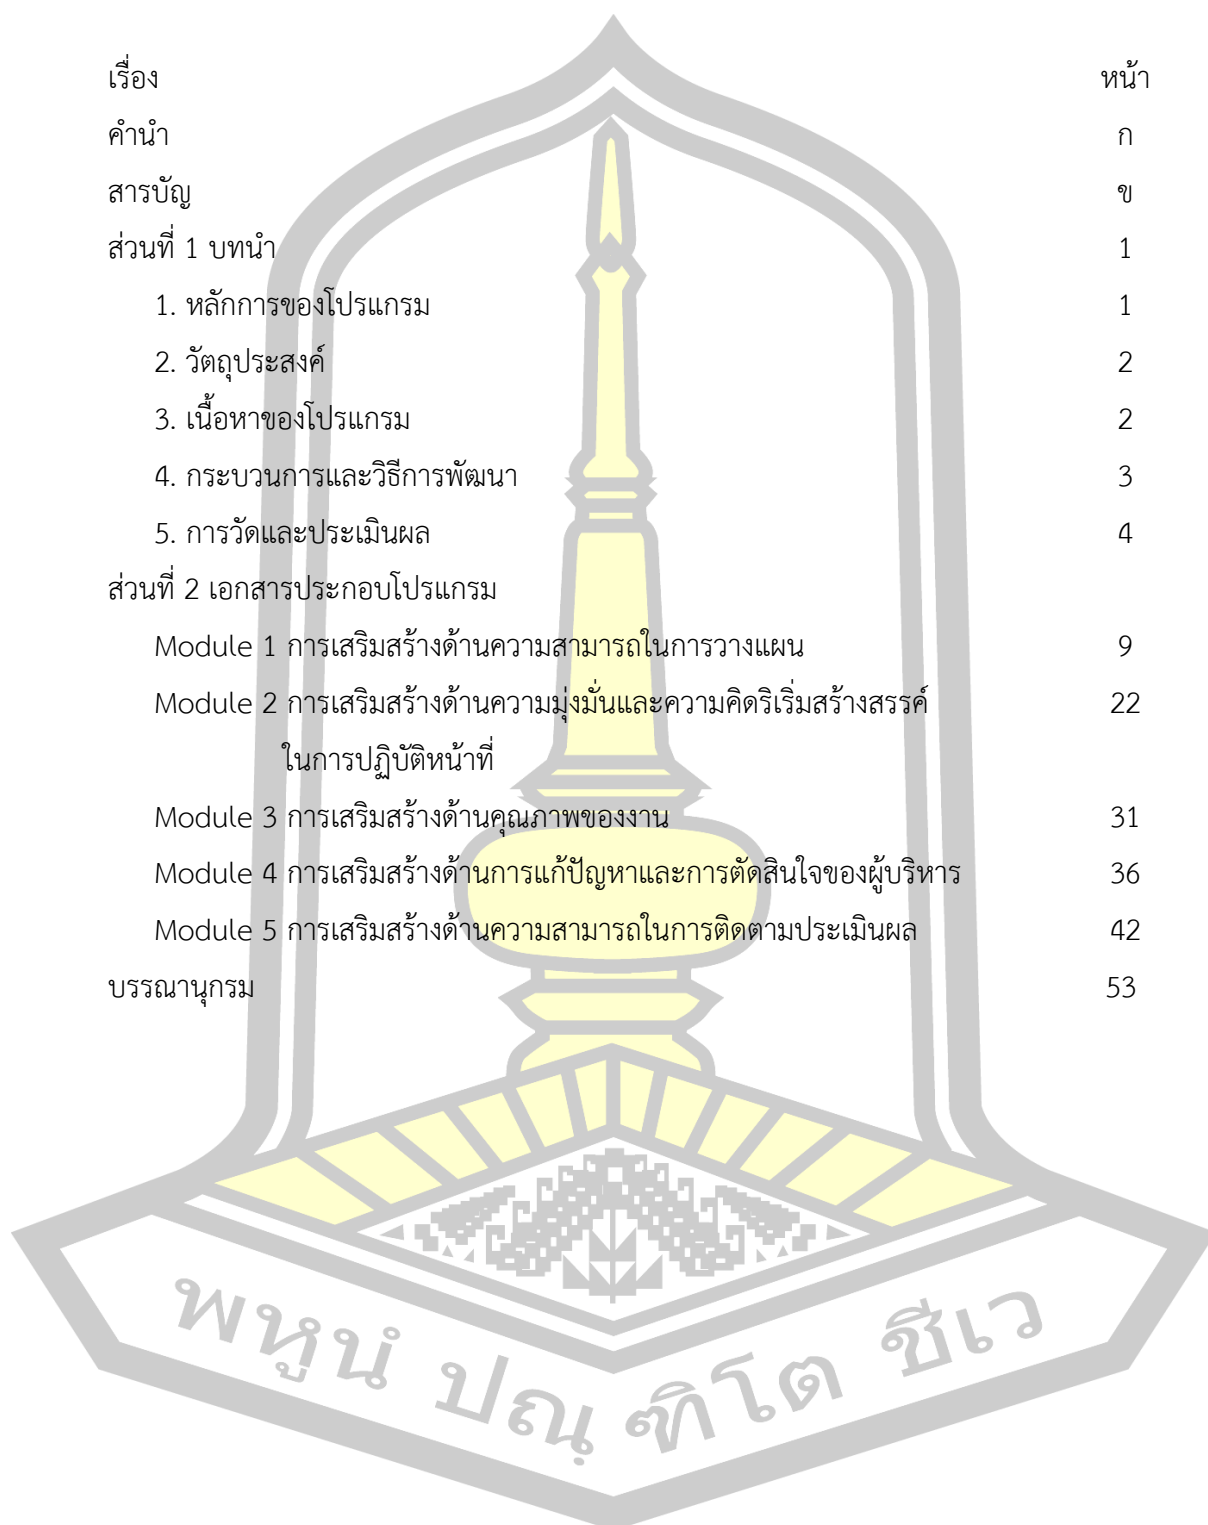 เรื่อง หน้า
คำนำ ก
สารบัญ ข
ส่วนที่ 1 บทนำ 1
1. หลักการของโปรแกรม 1
2. วัตถุประสงค์ 2
3. เนื้อหาของโปรแกรม 2
4. กระบวนการและวิธีการพัฒนา 3
5. การวัดและประเมินผล 4
ส่วนที่ 2 เอกสารประกอบโปรแกรม
Module 1 การเสริมสร้างด้านความสามารถในการวางแผน 9
Module 2 การเสริมสร้างด้านความมุ่งมั่นและความคิดริเริ่มสร้างสรรค์ 22
ในการปฏิบัติหน้าที่
Module 3 การเสริมสร้างด้านคุณภาพของงาน 31
Module 4 การเสริมสร้างด้านการแก้ปัญหาและการตัดสินใจของผู้บริหาร 36
Module 5 การเสริมสร้างด้านความสามารถในการติดตามประเมินผล 42
บรรณานุกรม 53
พหูนํ ปณฺฑิโต ชีเว